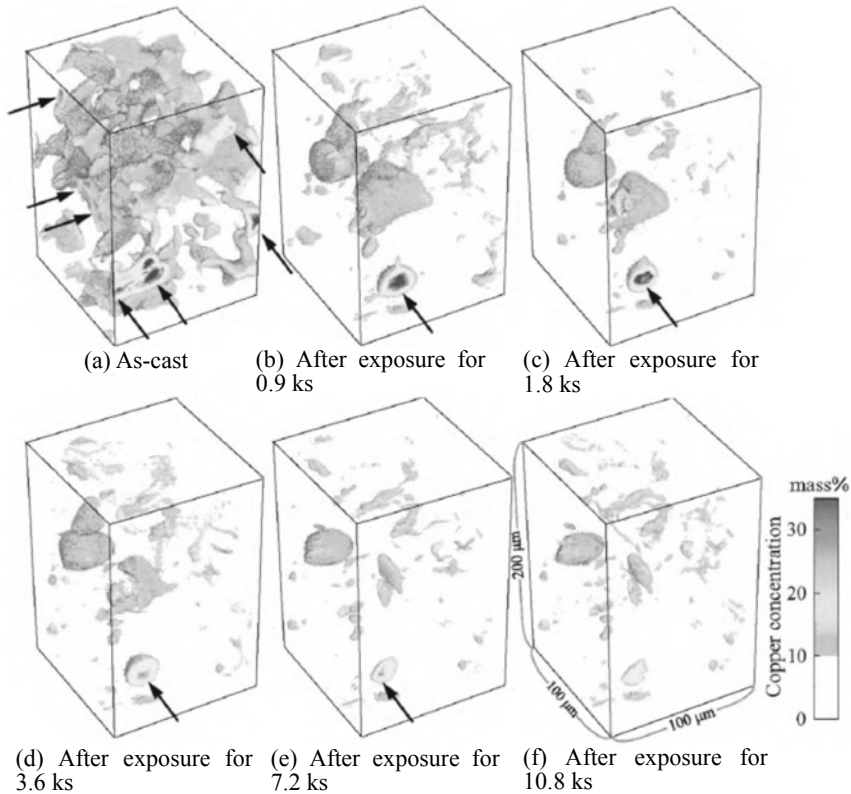 (a) As-cast
(b) After exposure for
0.9 ks
(c) After exposure for
1.8 ks
mass%
30
20
10
0
Copper concentration
200 μm
100 μm
100 μm
(d) After exposure for
3.6 ks
(e) After exposure for
7.2 ks
(f) After exposure for
10.8 ks